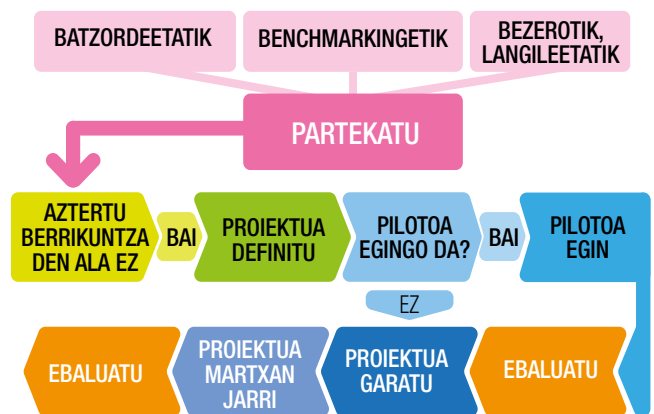 BATZORDEETATIK
BENCHMARKINGETIK
BEZEROTIK,
LANGILEETATIK
PARTEKATU
AZTERTU
BERRIKUNTZA
DEN ALA EZ
BAI
PROIEKTUA
DEFINITU
PILOTOA
EGINGO DA?
BAI
PILOTOA
EGIN
EZ
EBALUATU
PROIEKTUA
MARTXAN
JARRI
PROIEKTUA
GARATU
EBALUATU